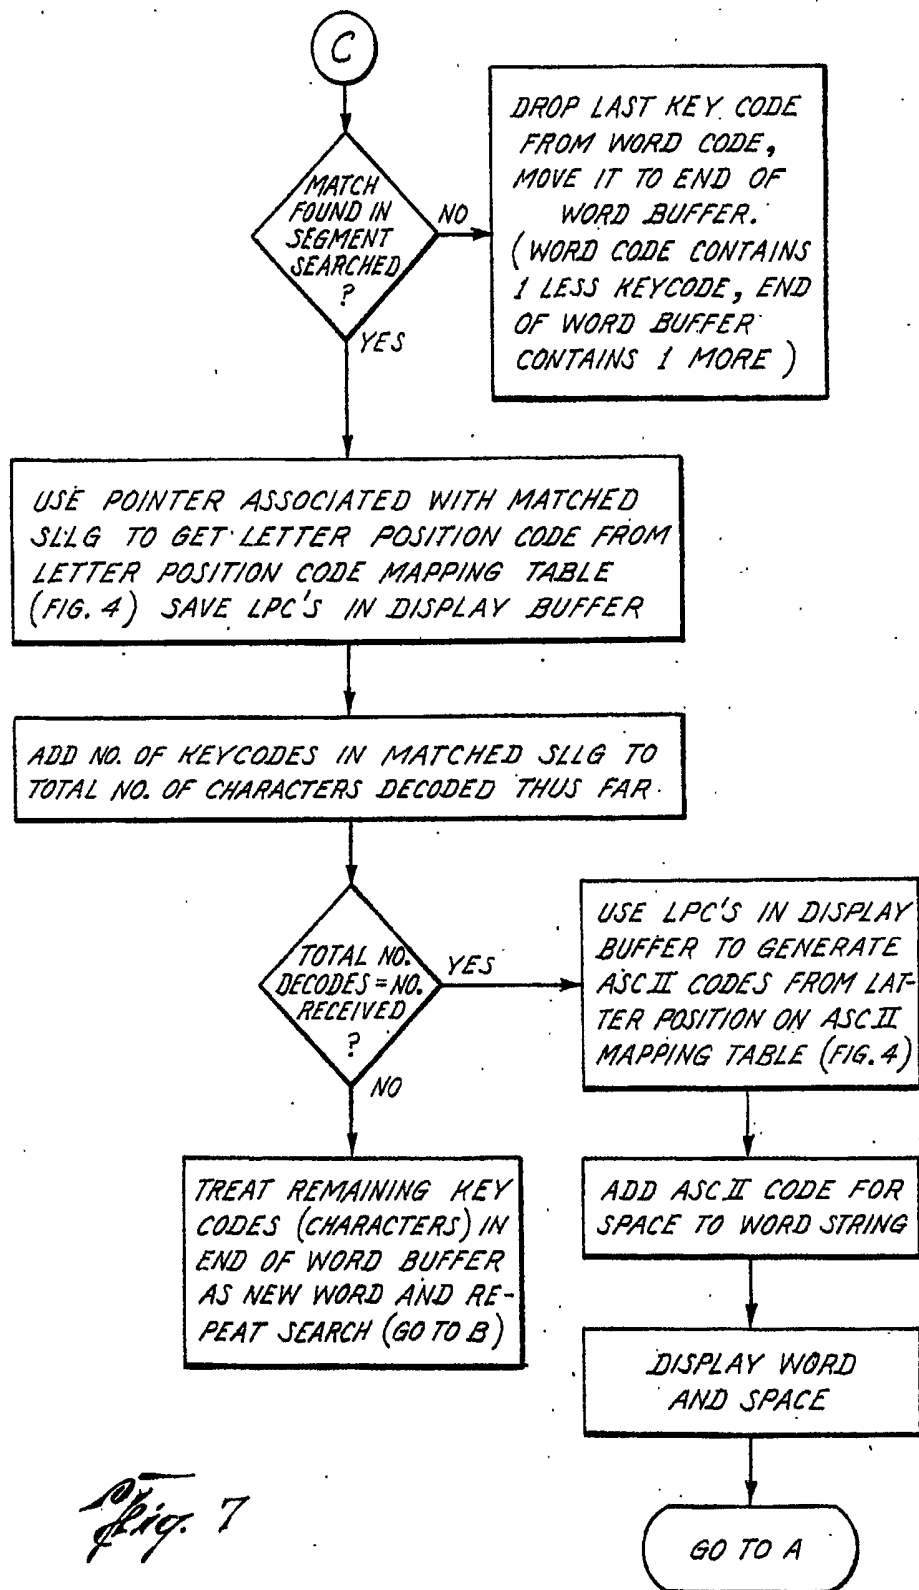 C
MATCH
FOUND IN
SEGMENT
SEARCHED
?
NO
YES
DROP LAST KEY CODE
FROM WORD CODE,
MOVE IT TO END OF
WORD BUFFER.
(WORD CODE CONTAINS
1 LESS KEYCODE, END
OF WORD BUFFER
CONTAINS 1 MORE)
USE POINTER ASSOCIATED WITH MATCHED
SLLG TO GET LETTER POSITION CODE FROM
LETTER POSITION CODE MAPPING TABLE
(FIG. 4) SAVE LPC'S IN DISPLAY BUFFER
ADD NO. OF KEYCODES IN MATCHED SLLG TO
TOTAL NO. OF CHARACTERS DECODED THUS FAR
TOTAL NO.
DECODES = NO.
RECEIVED
?
YES
NO
USE LPC'S IN DISPLAY
BUFFER TO GENERATE
ASCII CODES FROM LAT-
TER POSITION ON ASCII
MAPPING TABLE (FIG. 4)
TREAT REMAINING KEY
CODES (CHARACTERS) IN
END OF WORD BUFFER
AS NEW WORD AND RE-
PEAT SEARCH (GO TO B)
ADD ASCII CODE FOR
SPACE TO WORD STRING
DISPLAY WORD
AND SPACE
GO TO A
Fig. 7